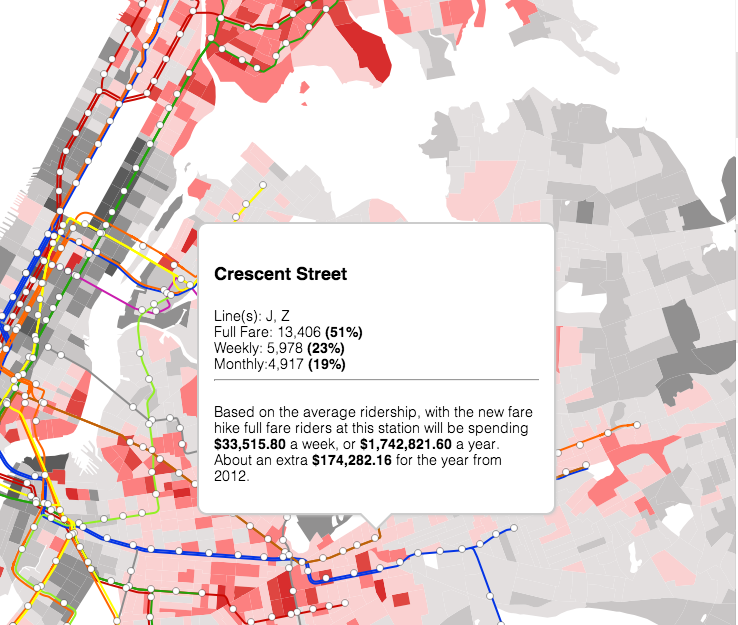 Crescent Street
Line(s): J, Z
Full Fare: 13,406 (51%)
Weekly: 5,978 (23%)
Monthly:4,917 (19%)
Based on the average ridership, with the new fare
hike full fare riders at this station will be spending
$33,515.80 a week, or $1,742,821.60 a year.
About an extra $174,282.16 for the year from
2012.